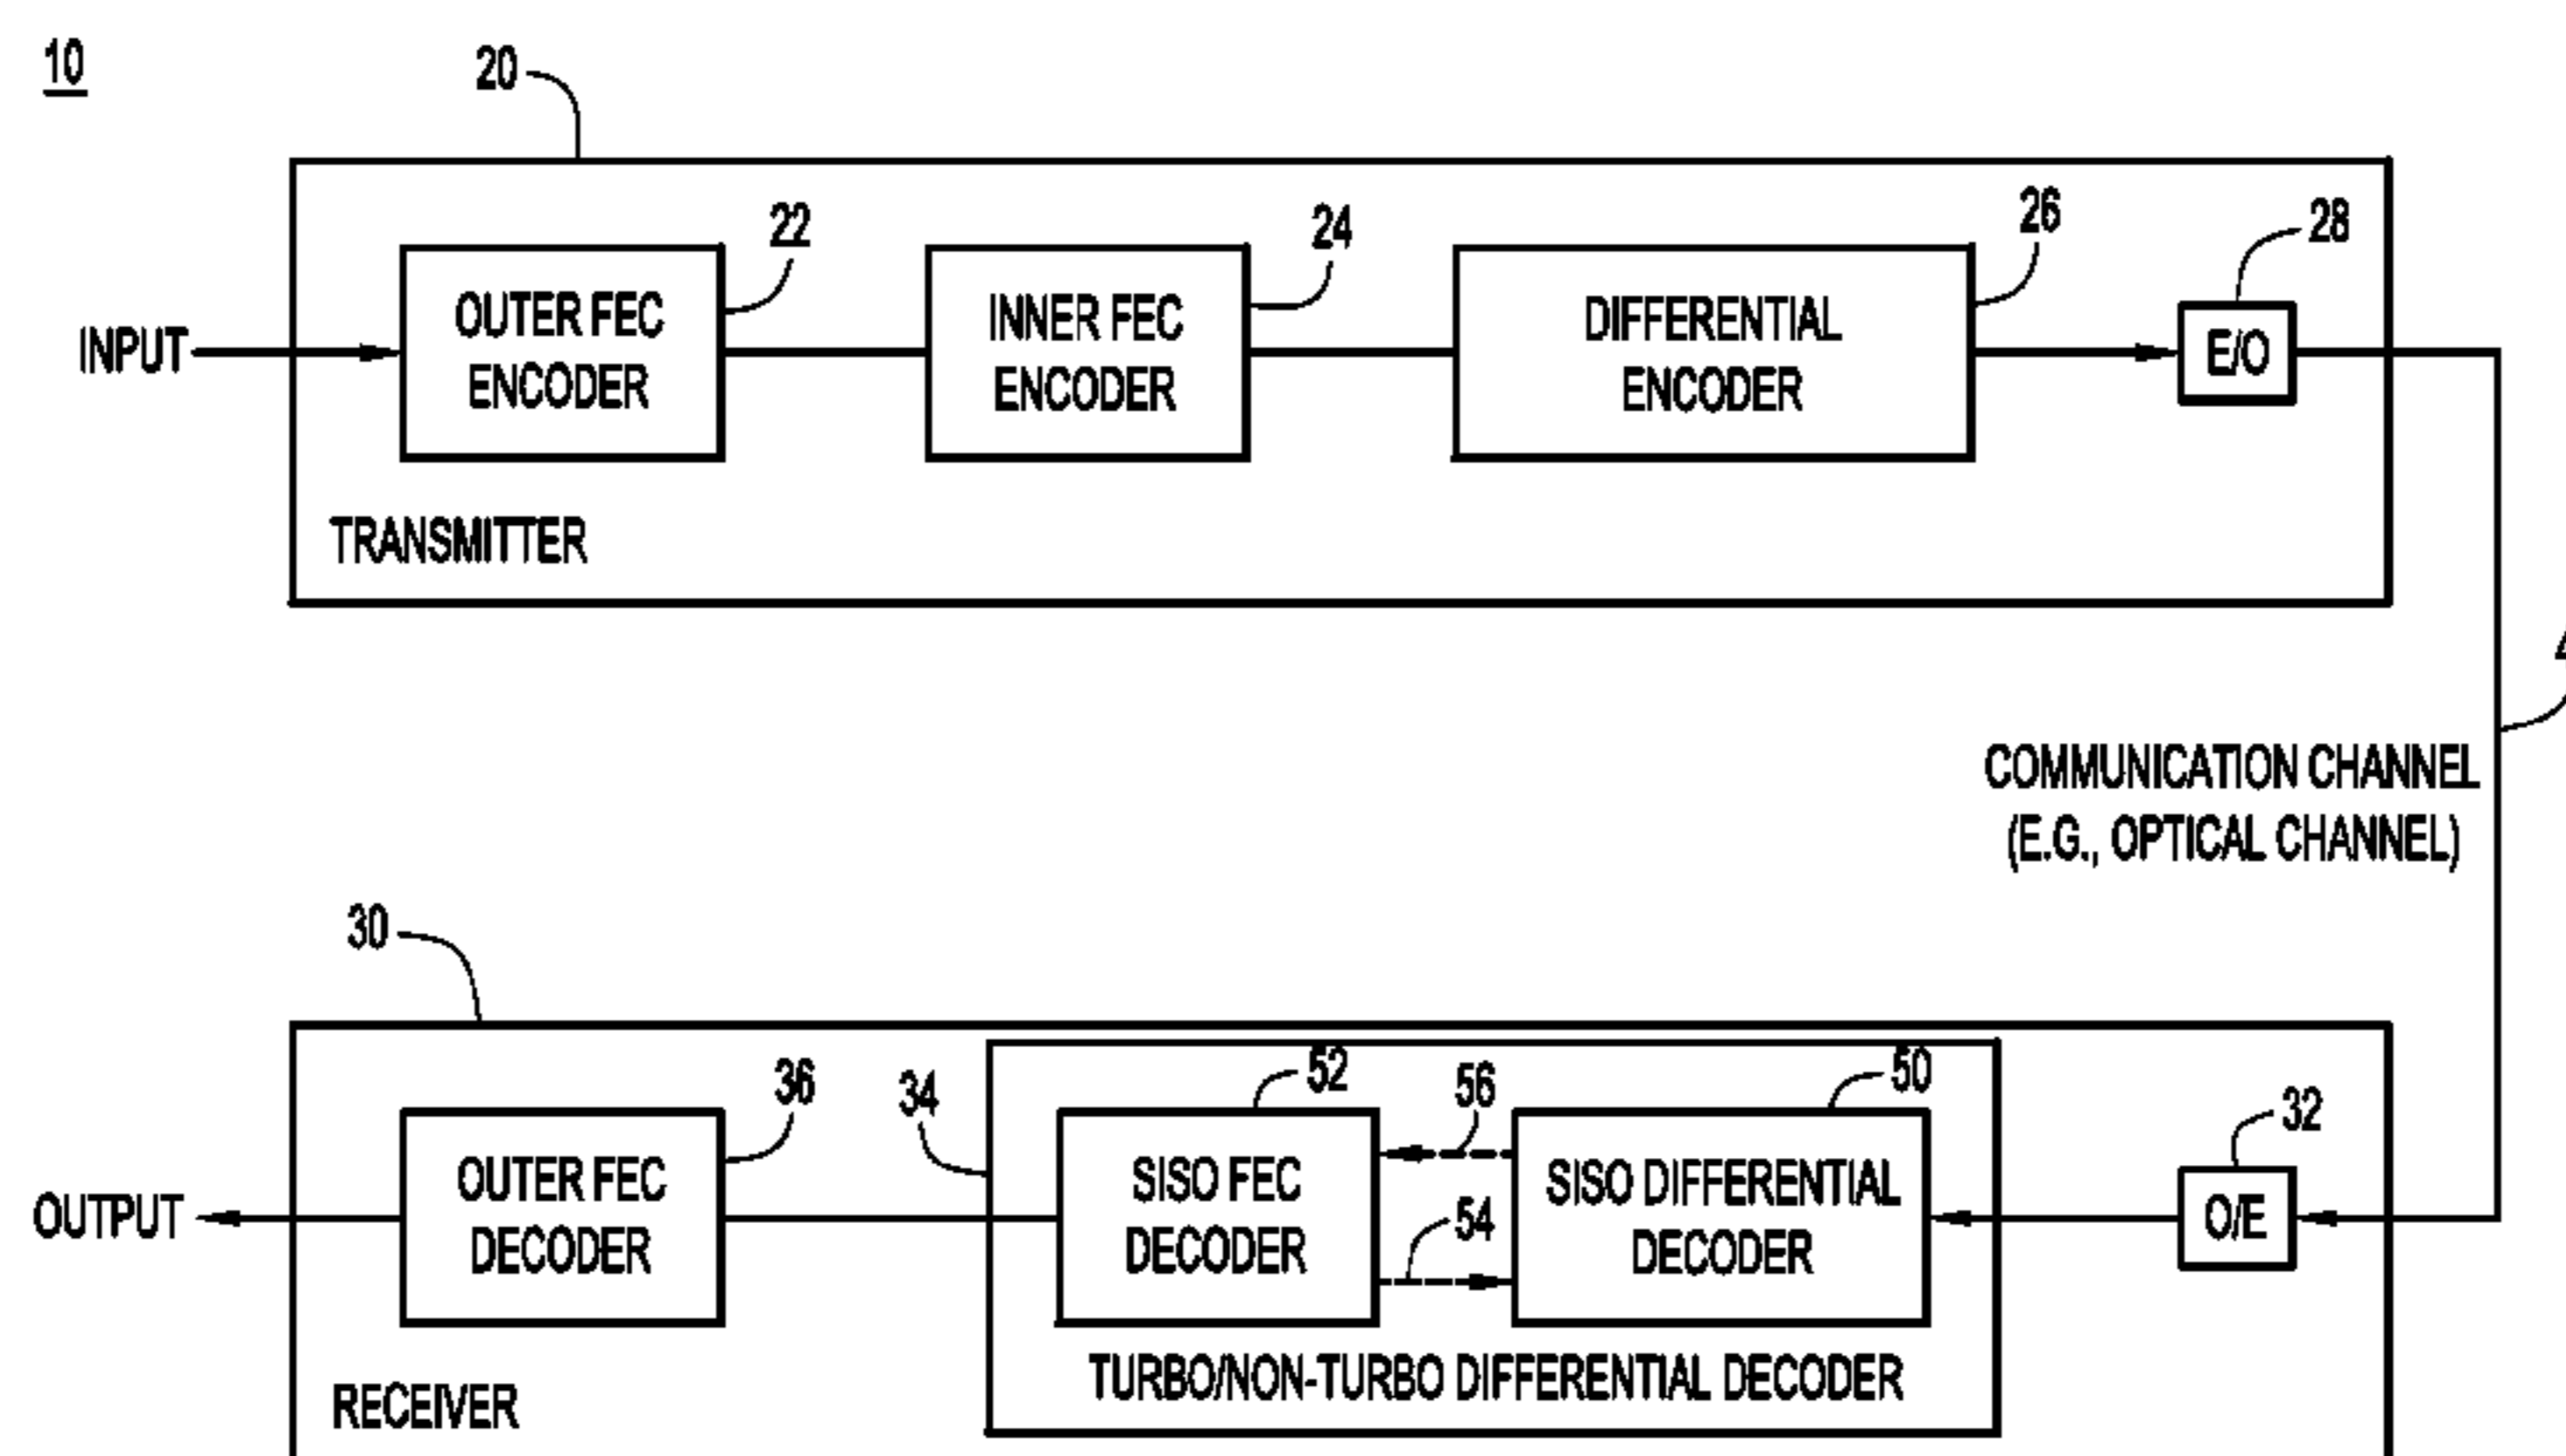 10
20
22
24
26
28
INPUT
OUTER FEC
ENCODER
INNER FEC
ENCODER
DIFFERENTIAL
ENCODER
E/O
TRANSMITTER
COMMUNICATION CHANNEL
(E.G., OPTICAL CHANNEL)
30
36
34
52
56
50
32
OUTPUT
OUTER FEC
DECODER
SISO FEC
DECODER
54
SISO DIFFERENTIAL
DECODER
O/E
TURBO/NON-TURBO DIFFERENTIAL DECODER
RECEIVER